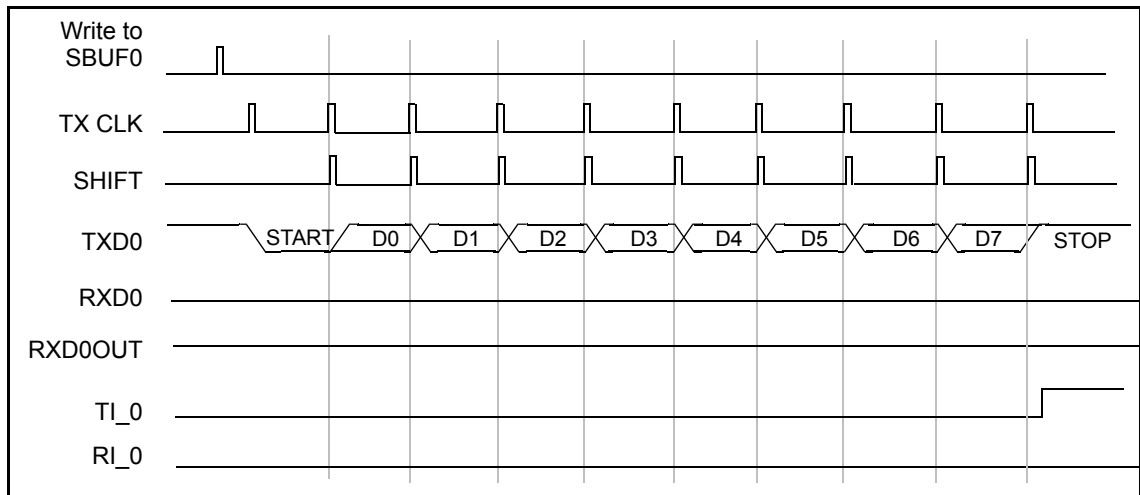 Write to
SBUF0
TX CLK
SHIFT
TXD0
START D0 D1 D2 D3 D4 D5 D6 D7 STOP
RXD0
RXD0OUT
TI_0
RI_0